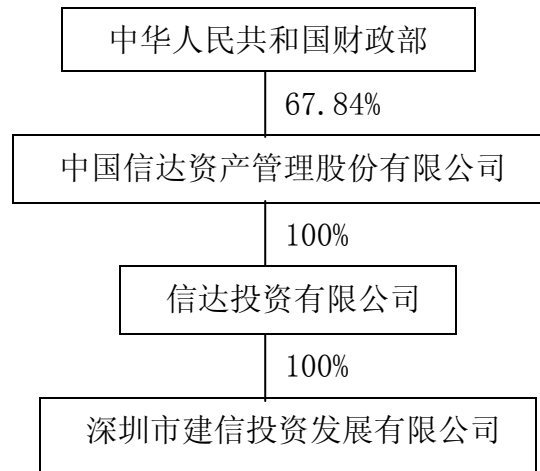 中华人民共和国财政部
67.84%
中国信达资产管理股份有限公司
100%
信达投资有限公司
100%
深圳市建信投资发展有限公司